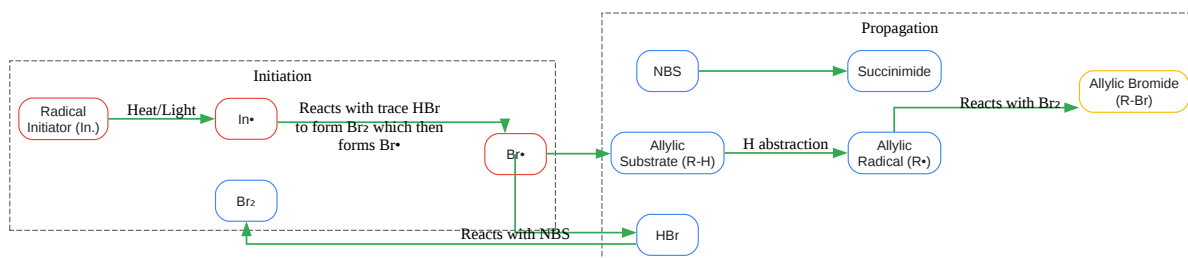 Propagation
Initiation
NBS
Succinimide
Allylic Bromide
(R-Br)
Radical
Initiator (In.)
Heat/Light
In•
Reacts with trace HBr
to form Br₂ which then
forms Br•
Reacts with Br₂
Br•
Allylic
Substrate (R-H)
H abstraction
Allylic
Radical (R•)
Br₂
Reacts with NBS
HBr